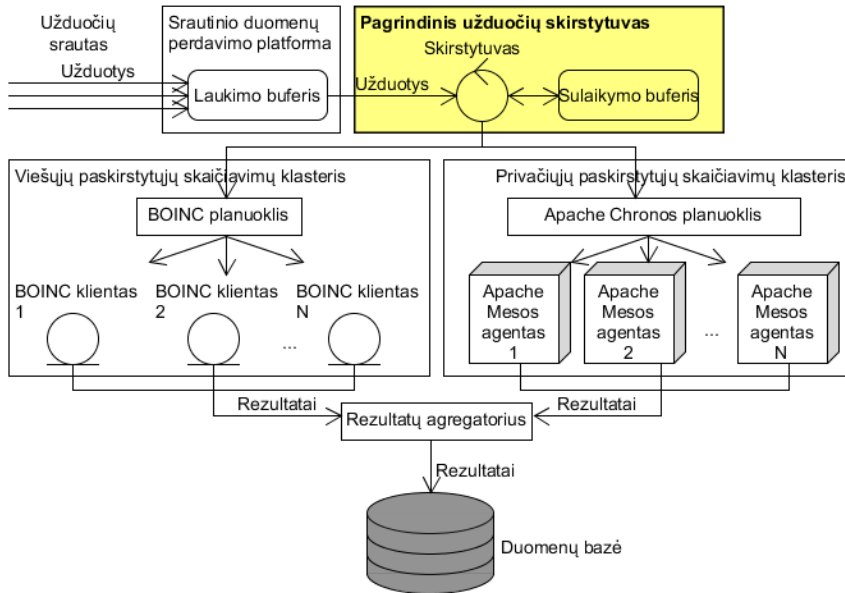 Užduočių
srautas
Užduotys
Srautinio duomenų
perdavimo platforma
Laukimo buferis
Pagrindinis užduočių skirstytuvas
Skirstytuvas
Užduotys
Sulaikymo buferis
Viešųjų paskirstytųjų skaičiavimų klasteris
BOINC planuoklis
BOINC klientas
1
BOINC klientas
2
...
BOINC klientas
N
Privačiųjų paskirstytųjų skaičiavimų klasteris
Apache Chronos planuoklis
Apache
Mesos
agentas
1
Apache
Mesos
agentas
2
...
Apache
Mesos
agentas
N
Rezultatai
Rezultatai
Rezultatų agregatorius
Rezultatai
Duomenų bazė